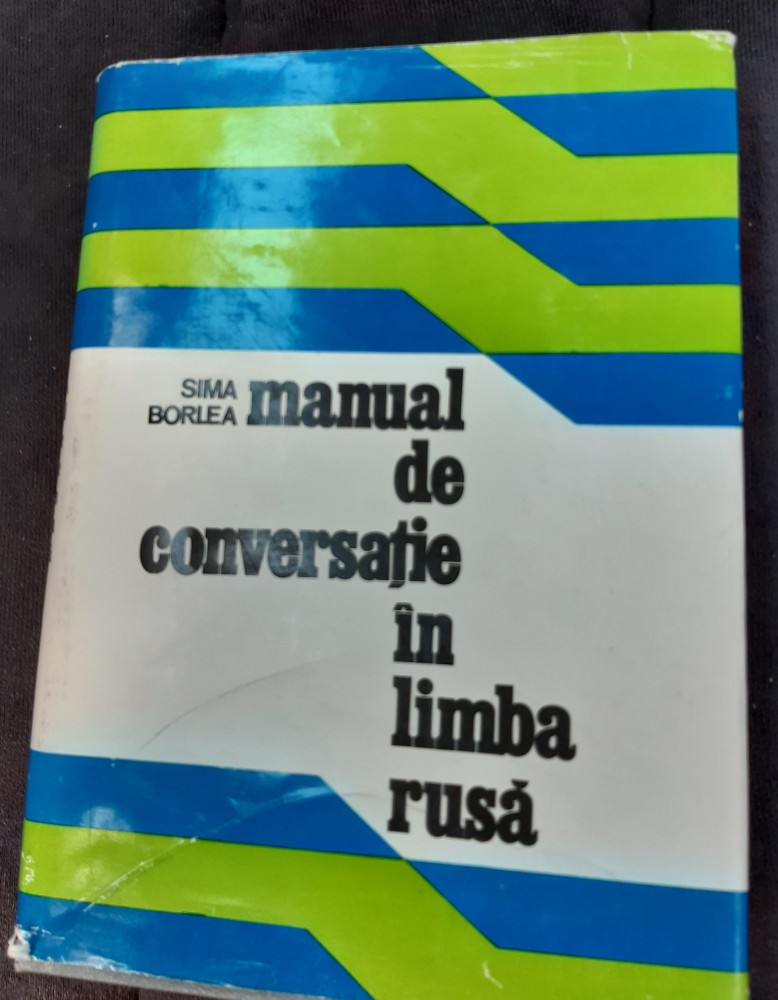 SIMA
BORLEA
manual
de
conversație
în
limba
rusă